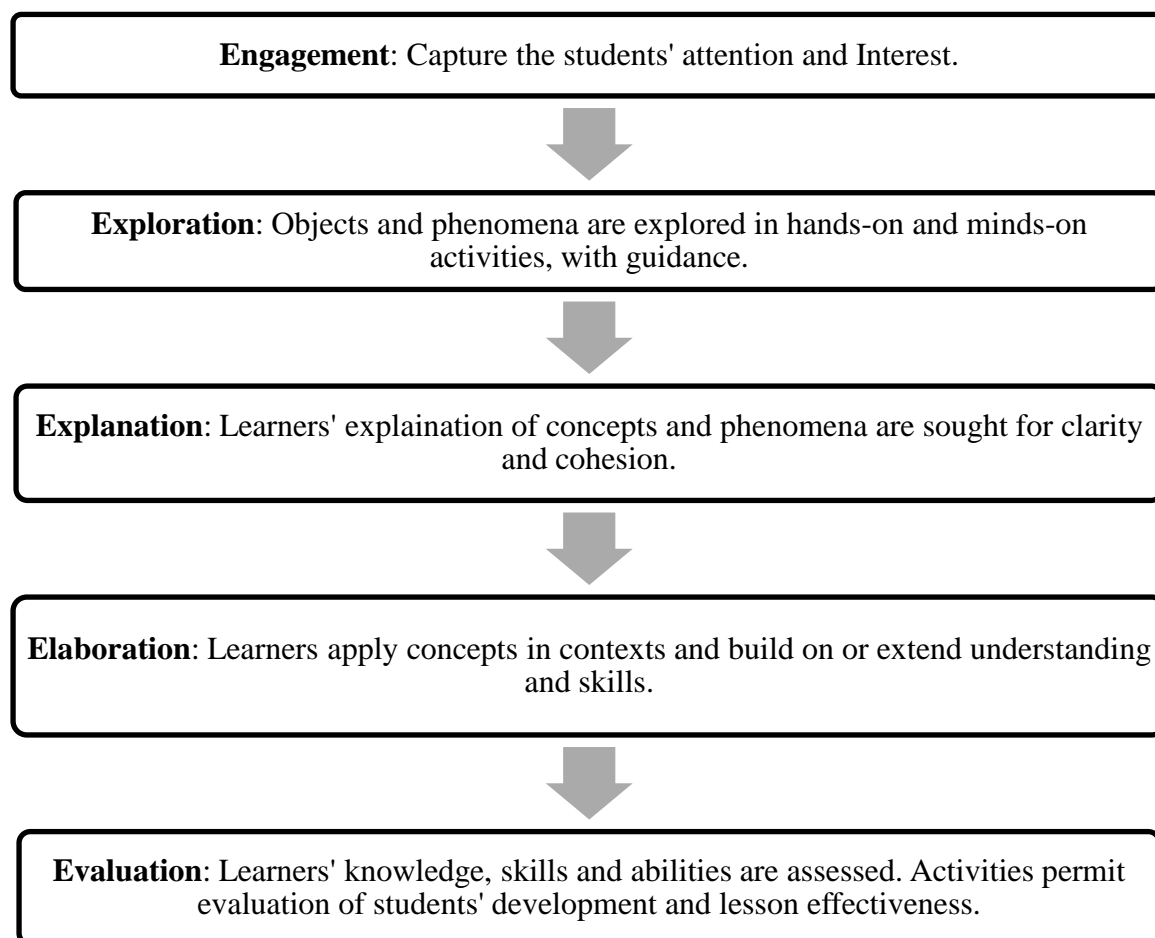 Engagement: Capture the students' attention and Interest.
Exploration: Objects and phenomena are explored in hands-on and minds-on
activities, with guidance.
Explanation: Learners' explaination of concepts and phenomena are sought for clarity
and cohesion.
Elaboration: Learners apply concepts in contexts and build on or extend understanding
and skills.
Evaluation: Learners' knowledge, skills and abilities are assessed. Activities permit
evaluation of students' development and lesson effectiveness.